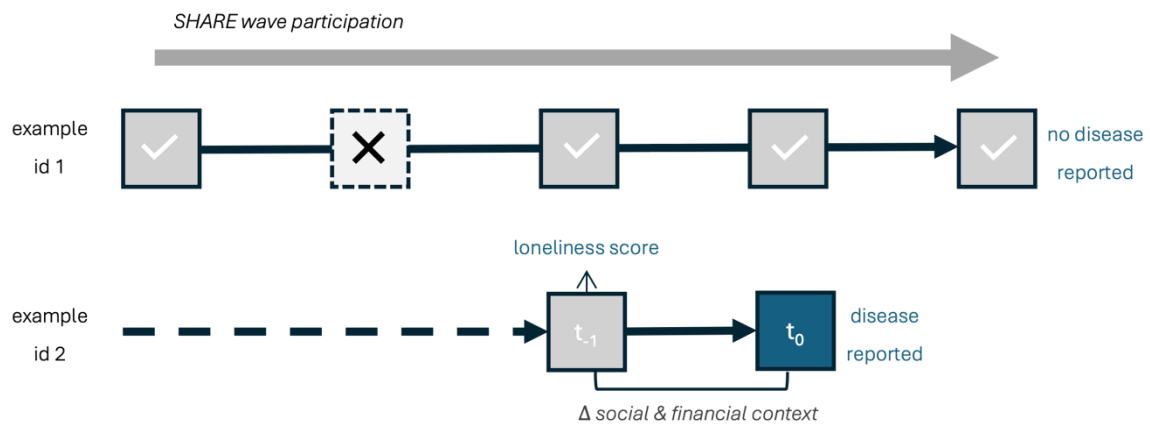 SHARE wave participation
example
id 1
no disease
reported
loneliness score
example
id 2
t-1
t0
disease
reported
Δ social & financial context